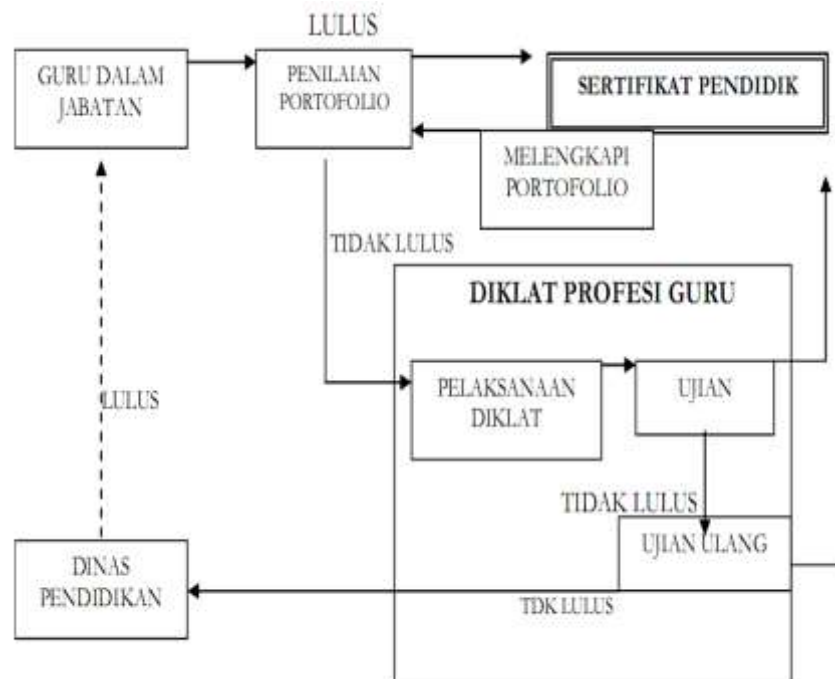 LULUS
GURU DALAM
JABATAN
PENILAIAN
PORTOFOLIO
SERTIFIKAT PENDIDIK
MELENGKAPI
PORTOFOLIO
TIDAK LULUS
DIKLAT PROFESI GURU
PELAKSANAAN
DIKLAT
UJIAN
LULUS
TIDAK LULUS
UJIAN ULANG
DINAS
PENDIDIKAN
TDK LULUS